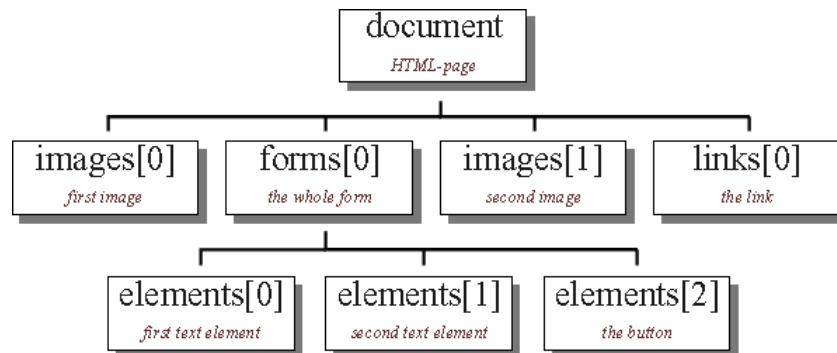 document
HTML-page
images[0]
first image
forms[0]
the whole form
images[1]
second image
links[0]
the link
elements[0]
first text element
elements[1]
second text element
elements[2]
the button